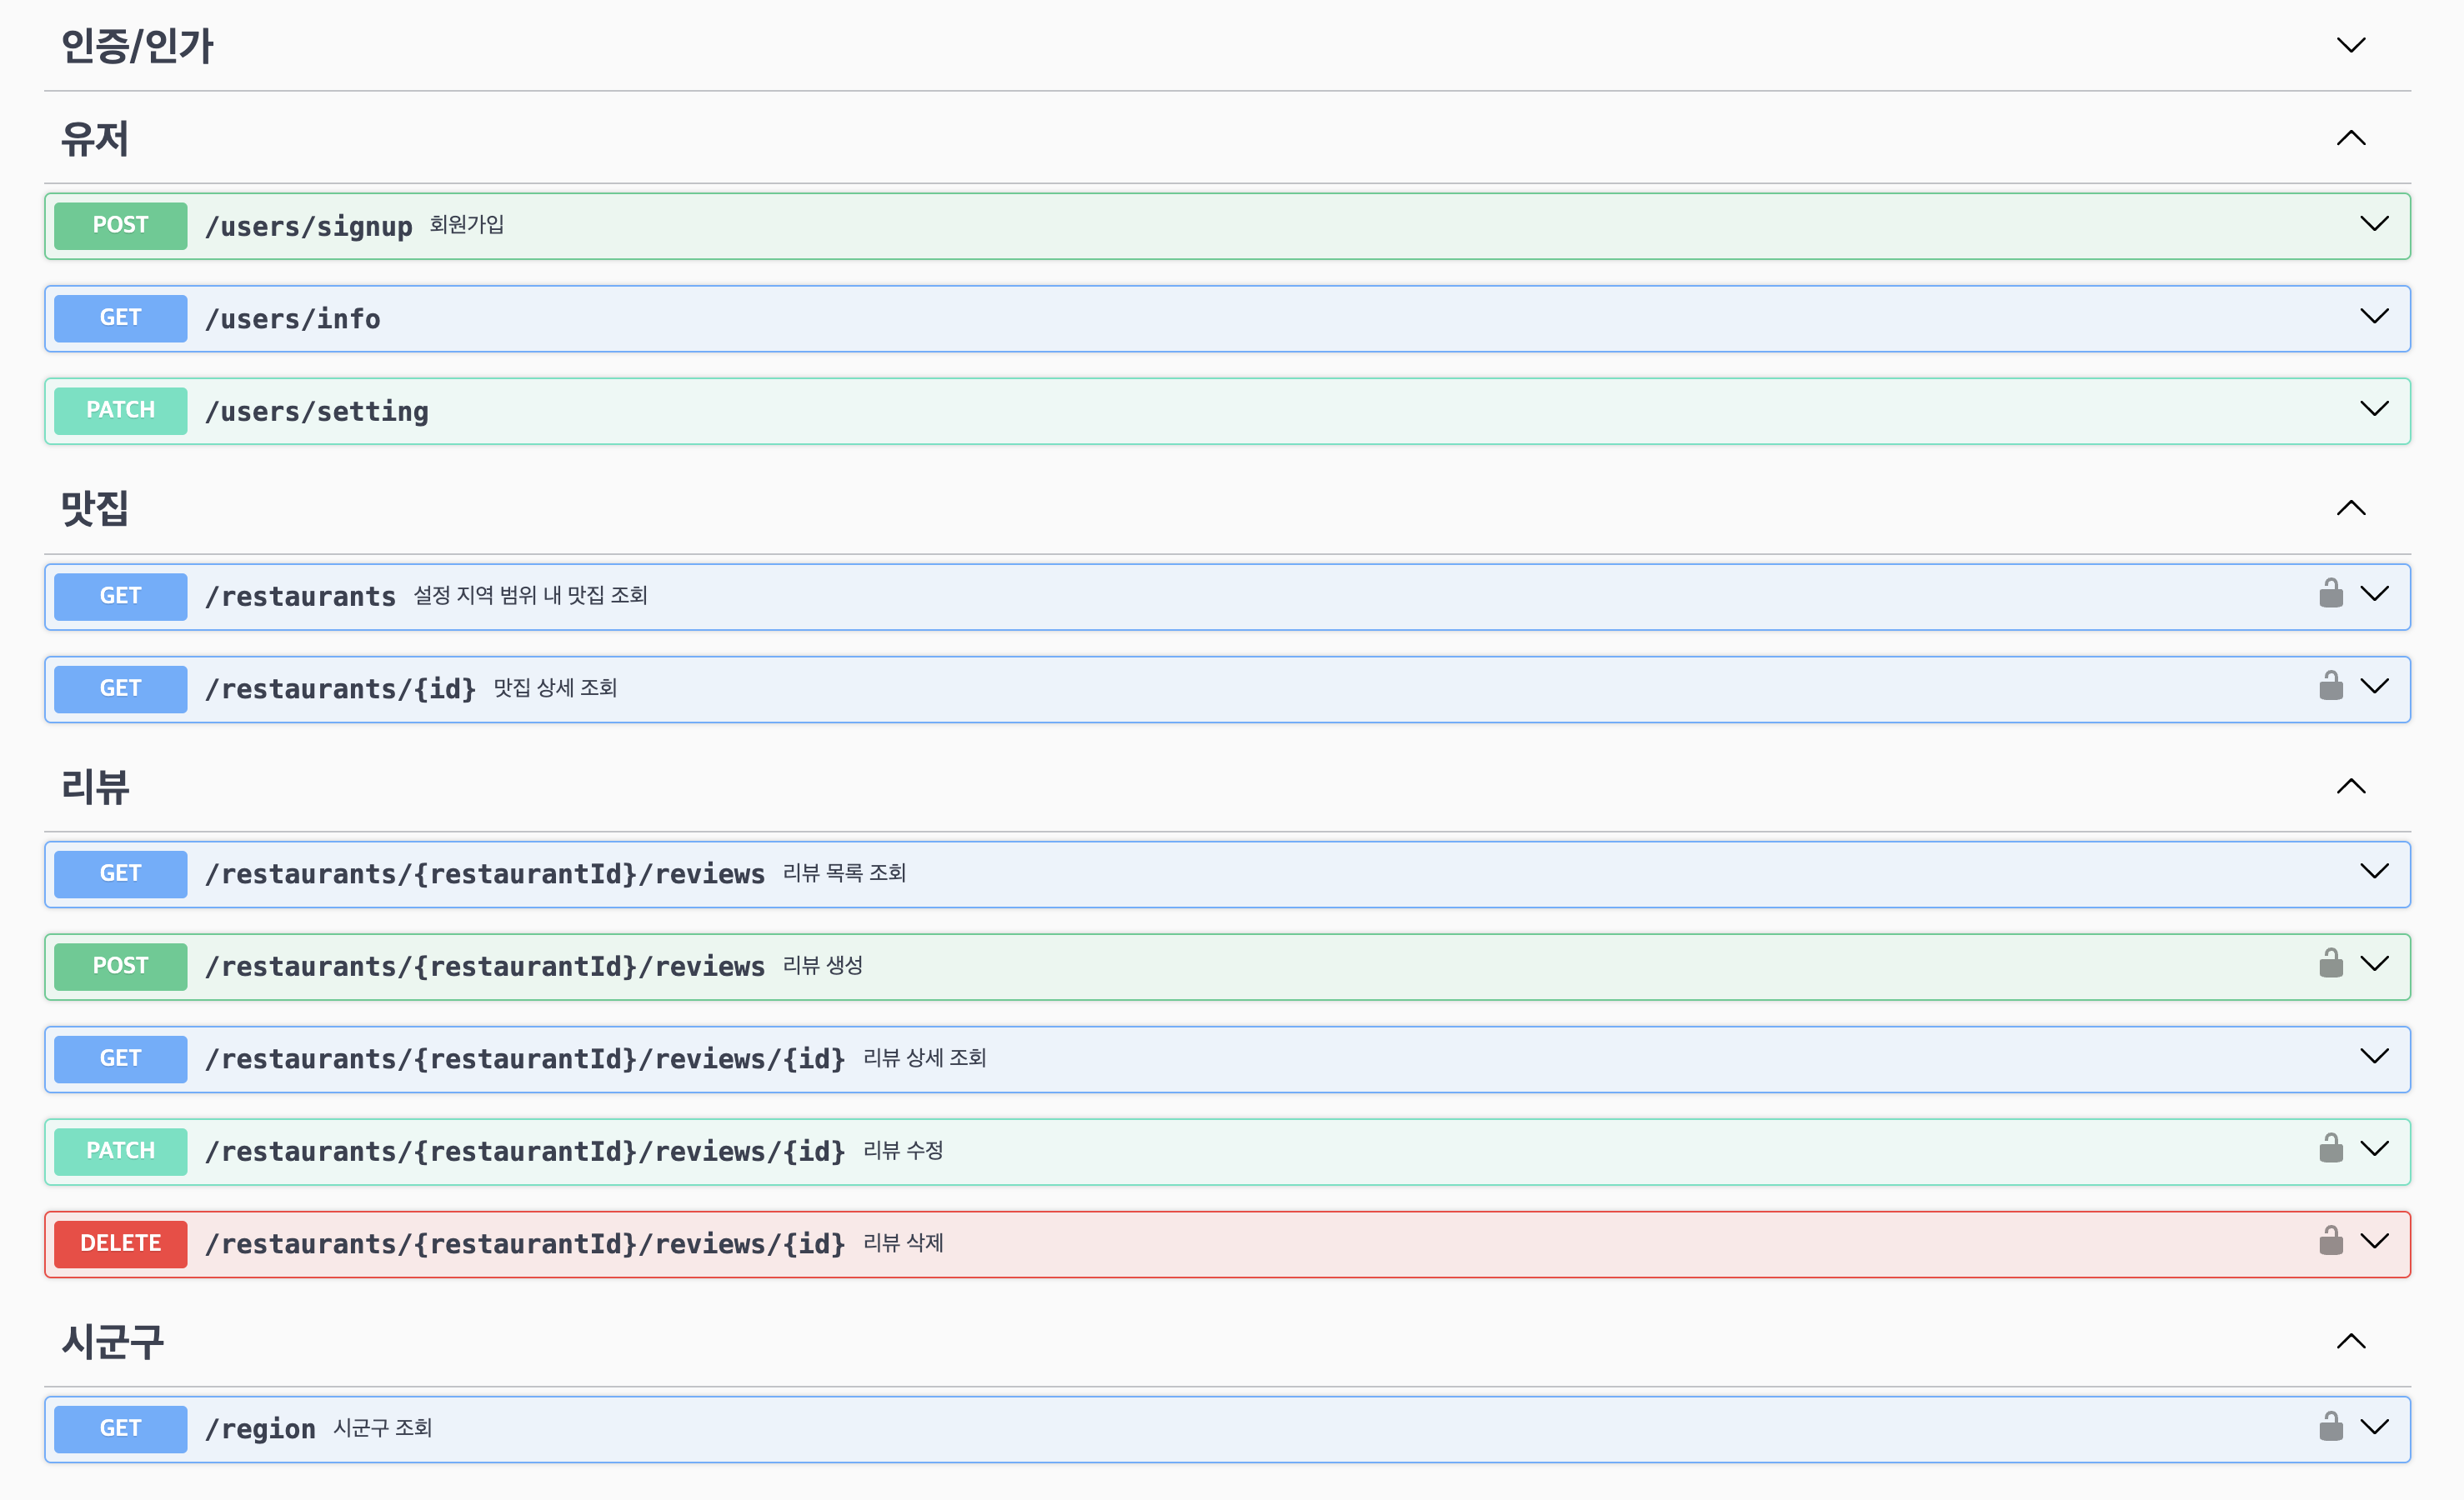 인증/인가
유저
POST /users/signup 회원가입
GET /users/info
PATCH /users/setting
맛집
GET /restaurants 설정 지역 범위 내 맛집 조회
GET /restaurants/{id} 맛집 상세 조회
리뷰
GET /restaurants/{restaurantId}/reviews 리뷰 목록 조회
POST /restaurants/{restaurantId}/reviews 리뷰 생성
GET /restaurants/{restaurantId}/reviews/{id} 리뷰 상세 조회
PATCH /restaurants/{restaurantId}/reviews/{id} 리뷰 수정
DELETE /restaurants/{restaurantId}/reviews/{id} 리뷰 삭제
시군구
GET /region 시군구 조회